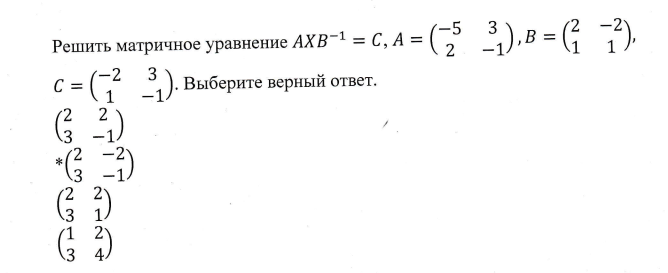 Решить матричное уравнение AXB⁻¹ = C, A = (−5 3; 2 −1), B = (2 −2; 1 1),
C = (−2 3; 1 −1). Выберите верный ответ.
(2 2; 3 −1)
*(2 −2; 3 −1)
(2 2; 3 1)
(1 2; 3 4)